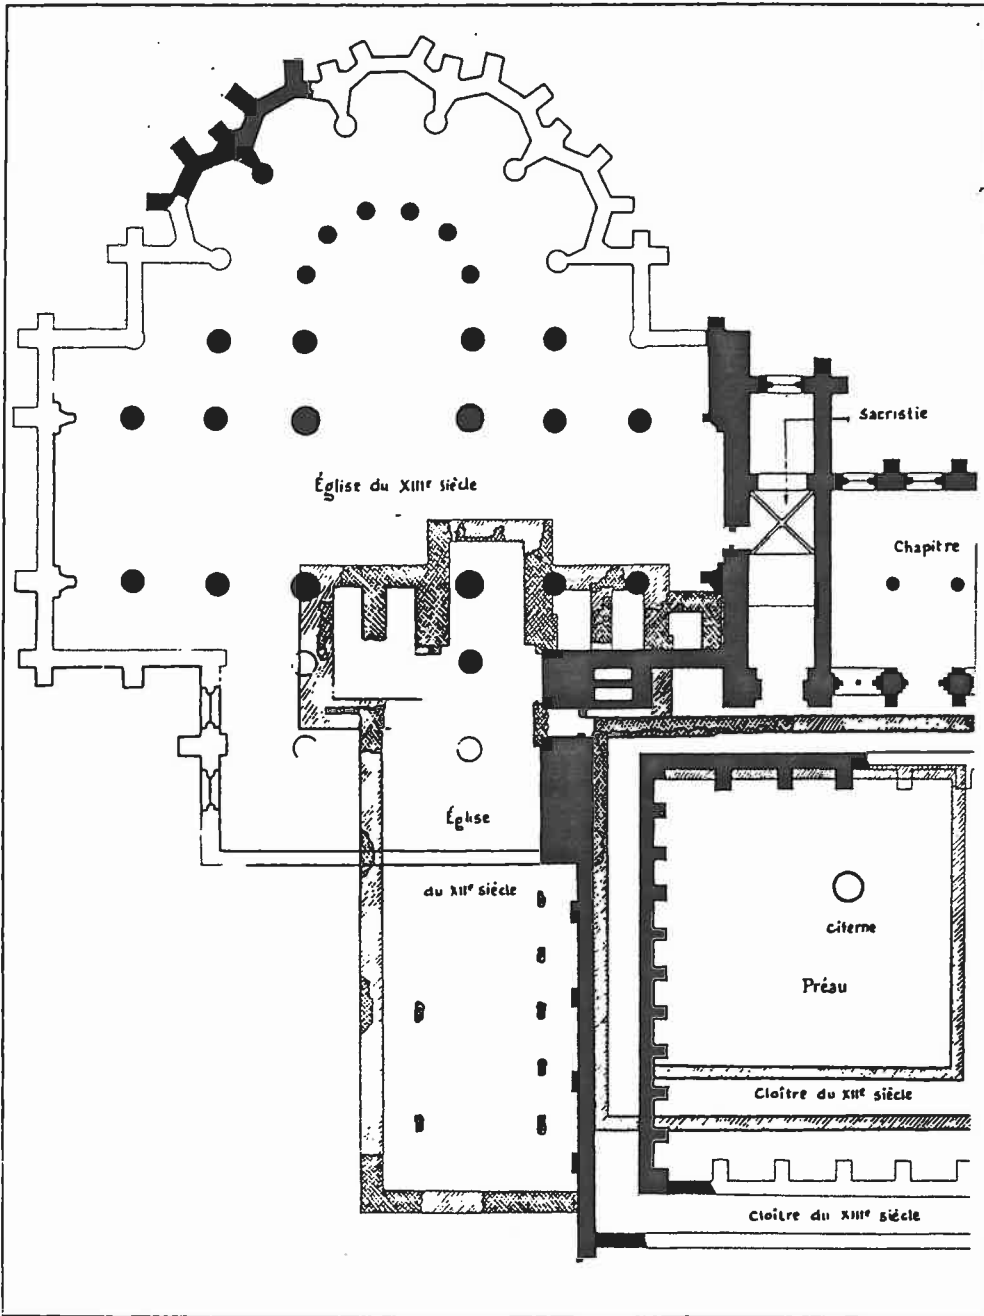 Sacristie
Église du XIIIe siècle
Chapitre
Église
du XIIe siècle
citerne
Préau
Cloître du XIIe siècle
Cloître du XIIIe siècle